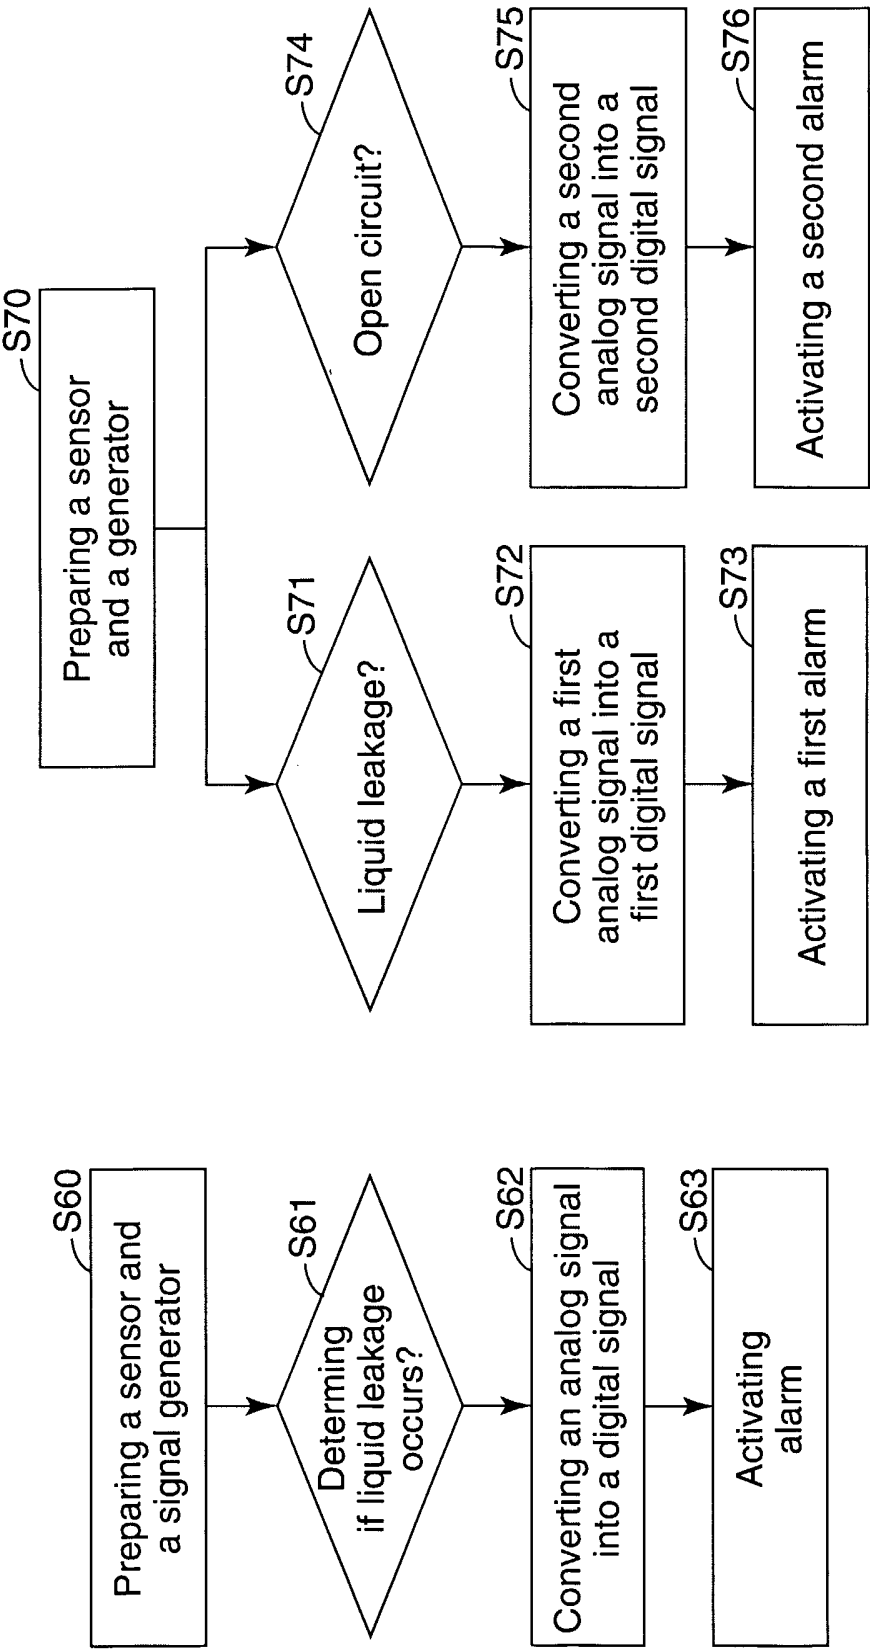 S60
Preparing a sensor and
a signal generator
S61
Determining
if liquid leakage
occurs?
S62
Converting an analog signal
into a digital signal
S63
Activating
alarm
S70
Preparing a sensor
and a generator
S71
Liquid leakage?
S72
Converting a first
analog signal into a
first digital signal
S73
Activating a first alarm
S74
Open circuit?
S75
Converting a second
analog signal into a
second digital signal
S76
Activating a second alarm